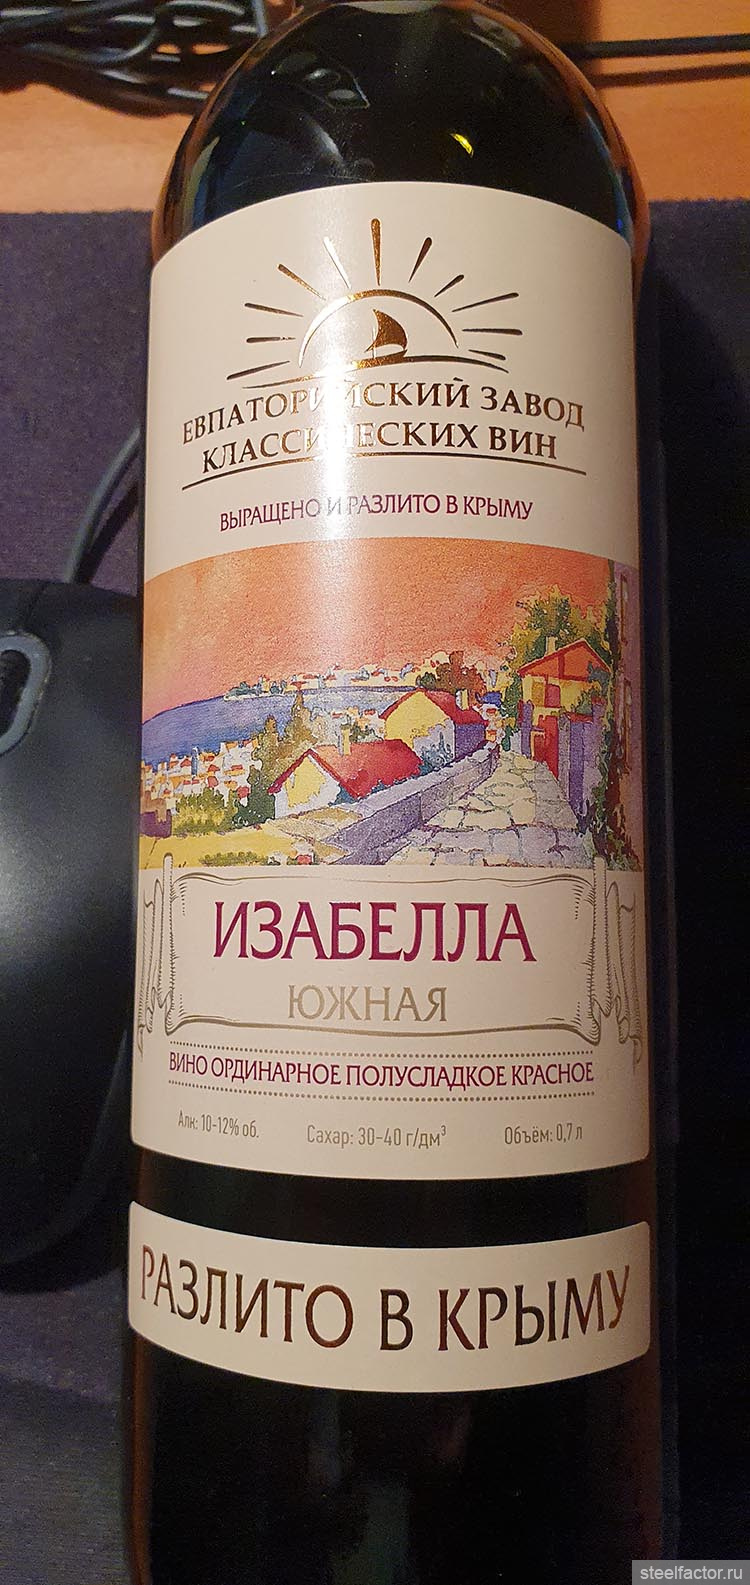 ЕВПАТОРИЙСКИЙ ЗАВОД
КЛАССИЧЕСКИХ ВИН
ВЫРАЩЕНО И РАЗЛИТО В КРЫМУ
ИЗАБЕЛЛА
ЮЖНАЯ
ВИНО ОРДИНАРНОЕ ПОЛУСЛАДКОЕ КРАСНОЕ
Алк: 10-12% об. Сахар: 30-40 г/дм³ Объём: 0,7 л
РАЗЛИТО В КРЫМУ
steelfactor.ru